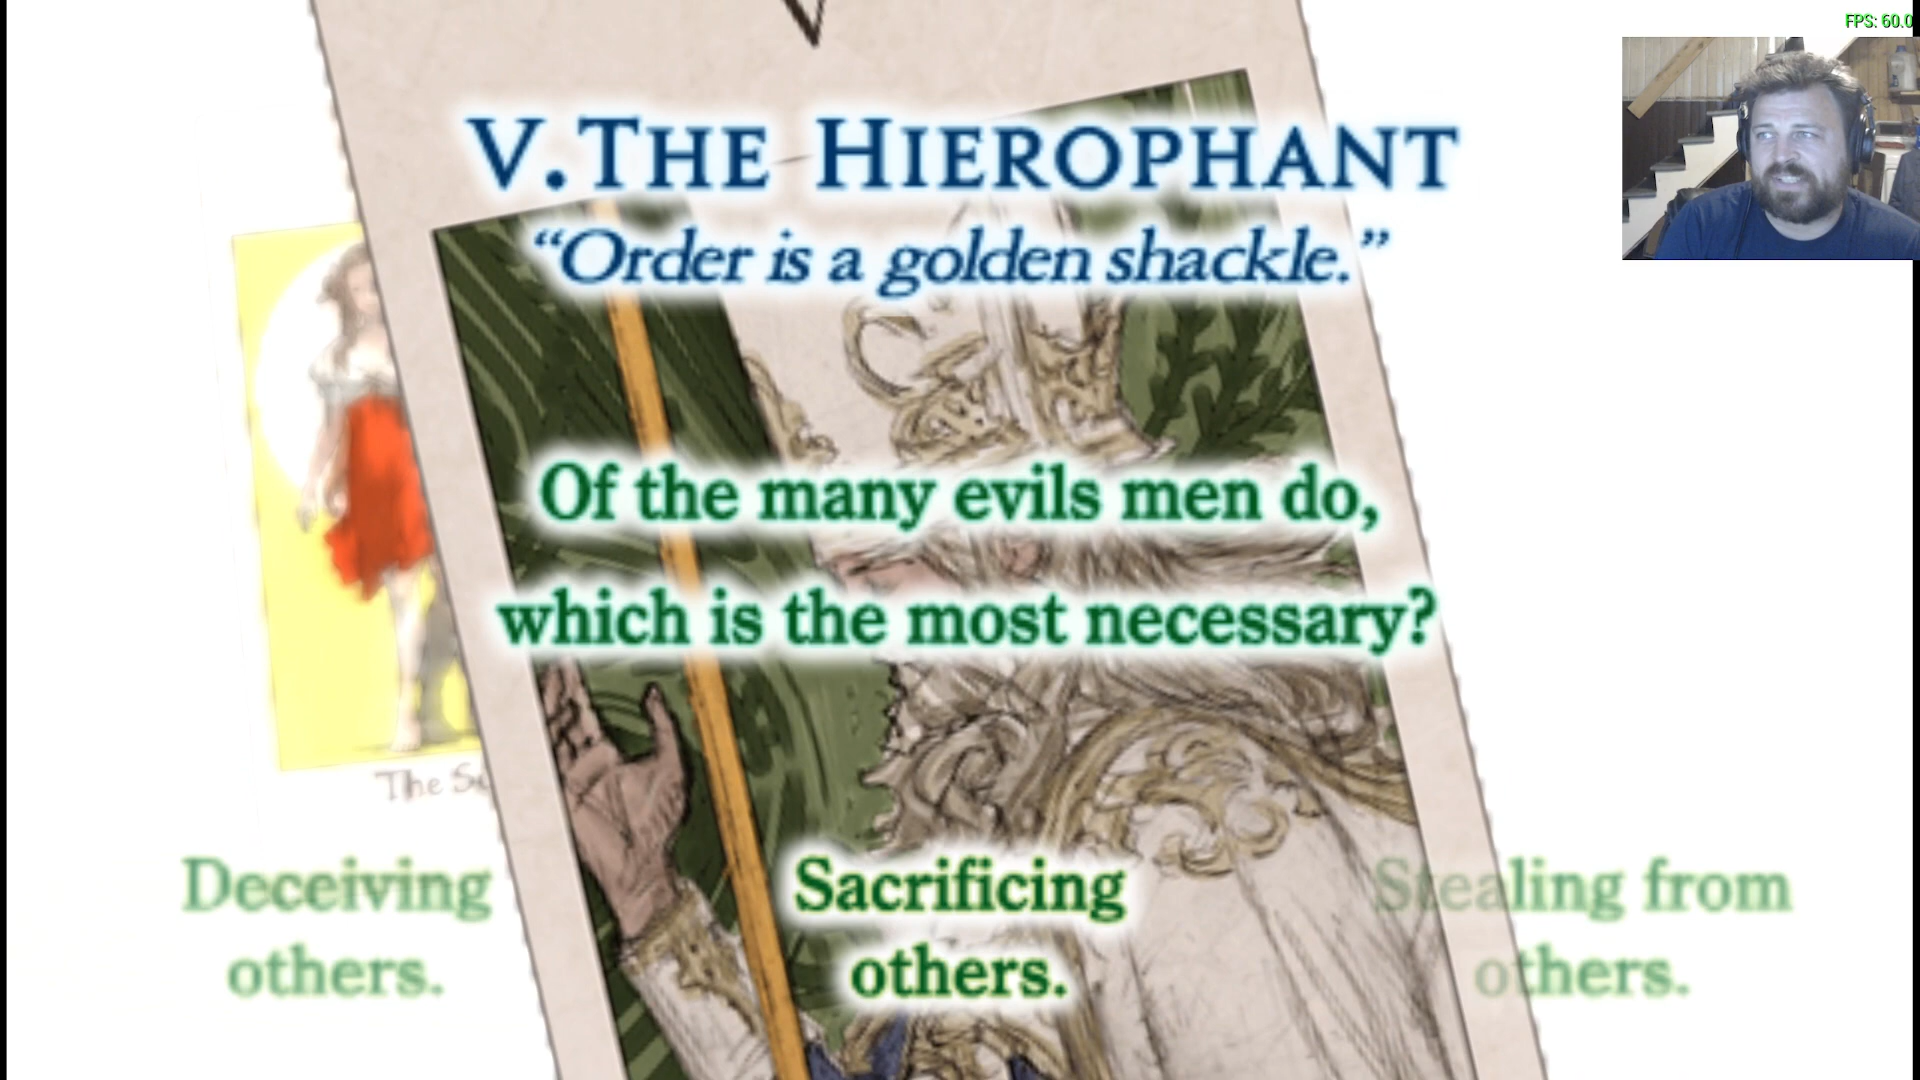 FPS: 60.0
V. THE HIEROPHANT
“Order is a golden shackle.”
Of the many evils men do,
which is the most necessary?
Deceiving
others.
Sacrificing
others.
Stealing from
others.
The